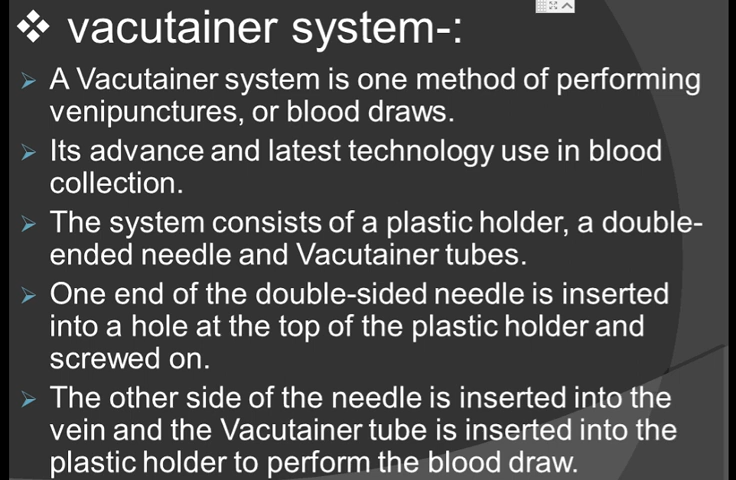 ❖ vacutainer system-:
➢ A Vacutainer system is one method of performing
venipunctures, or blood draws.
➢ Its advance and latest technology use in blood
collection.
➢ The system consists of a plastic holder, a double-
ended needle and Vacutainer tubes.
➢ One end of the double-sided needle is inserted
into a hole at the top of the plastic holder and
screwed on.
➢ The other side of the needle is inserted into the
vein and the Vacutainer tube is inserted into the
plastic holder to perform the blood draw.